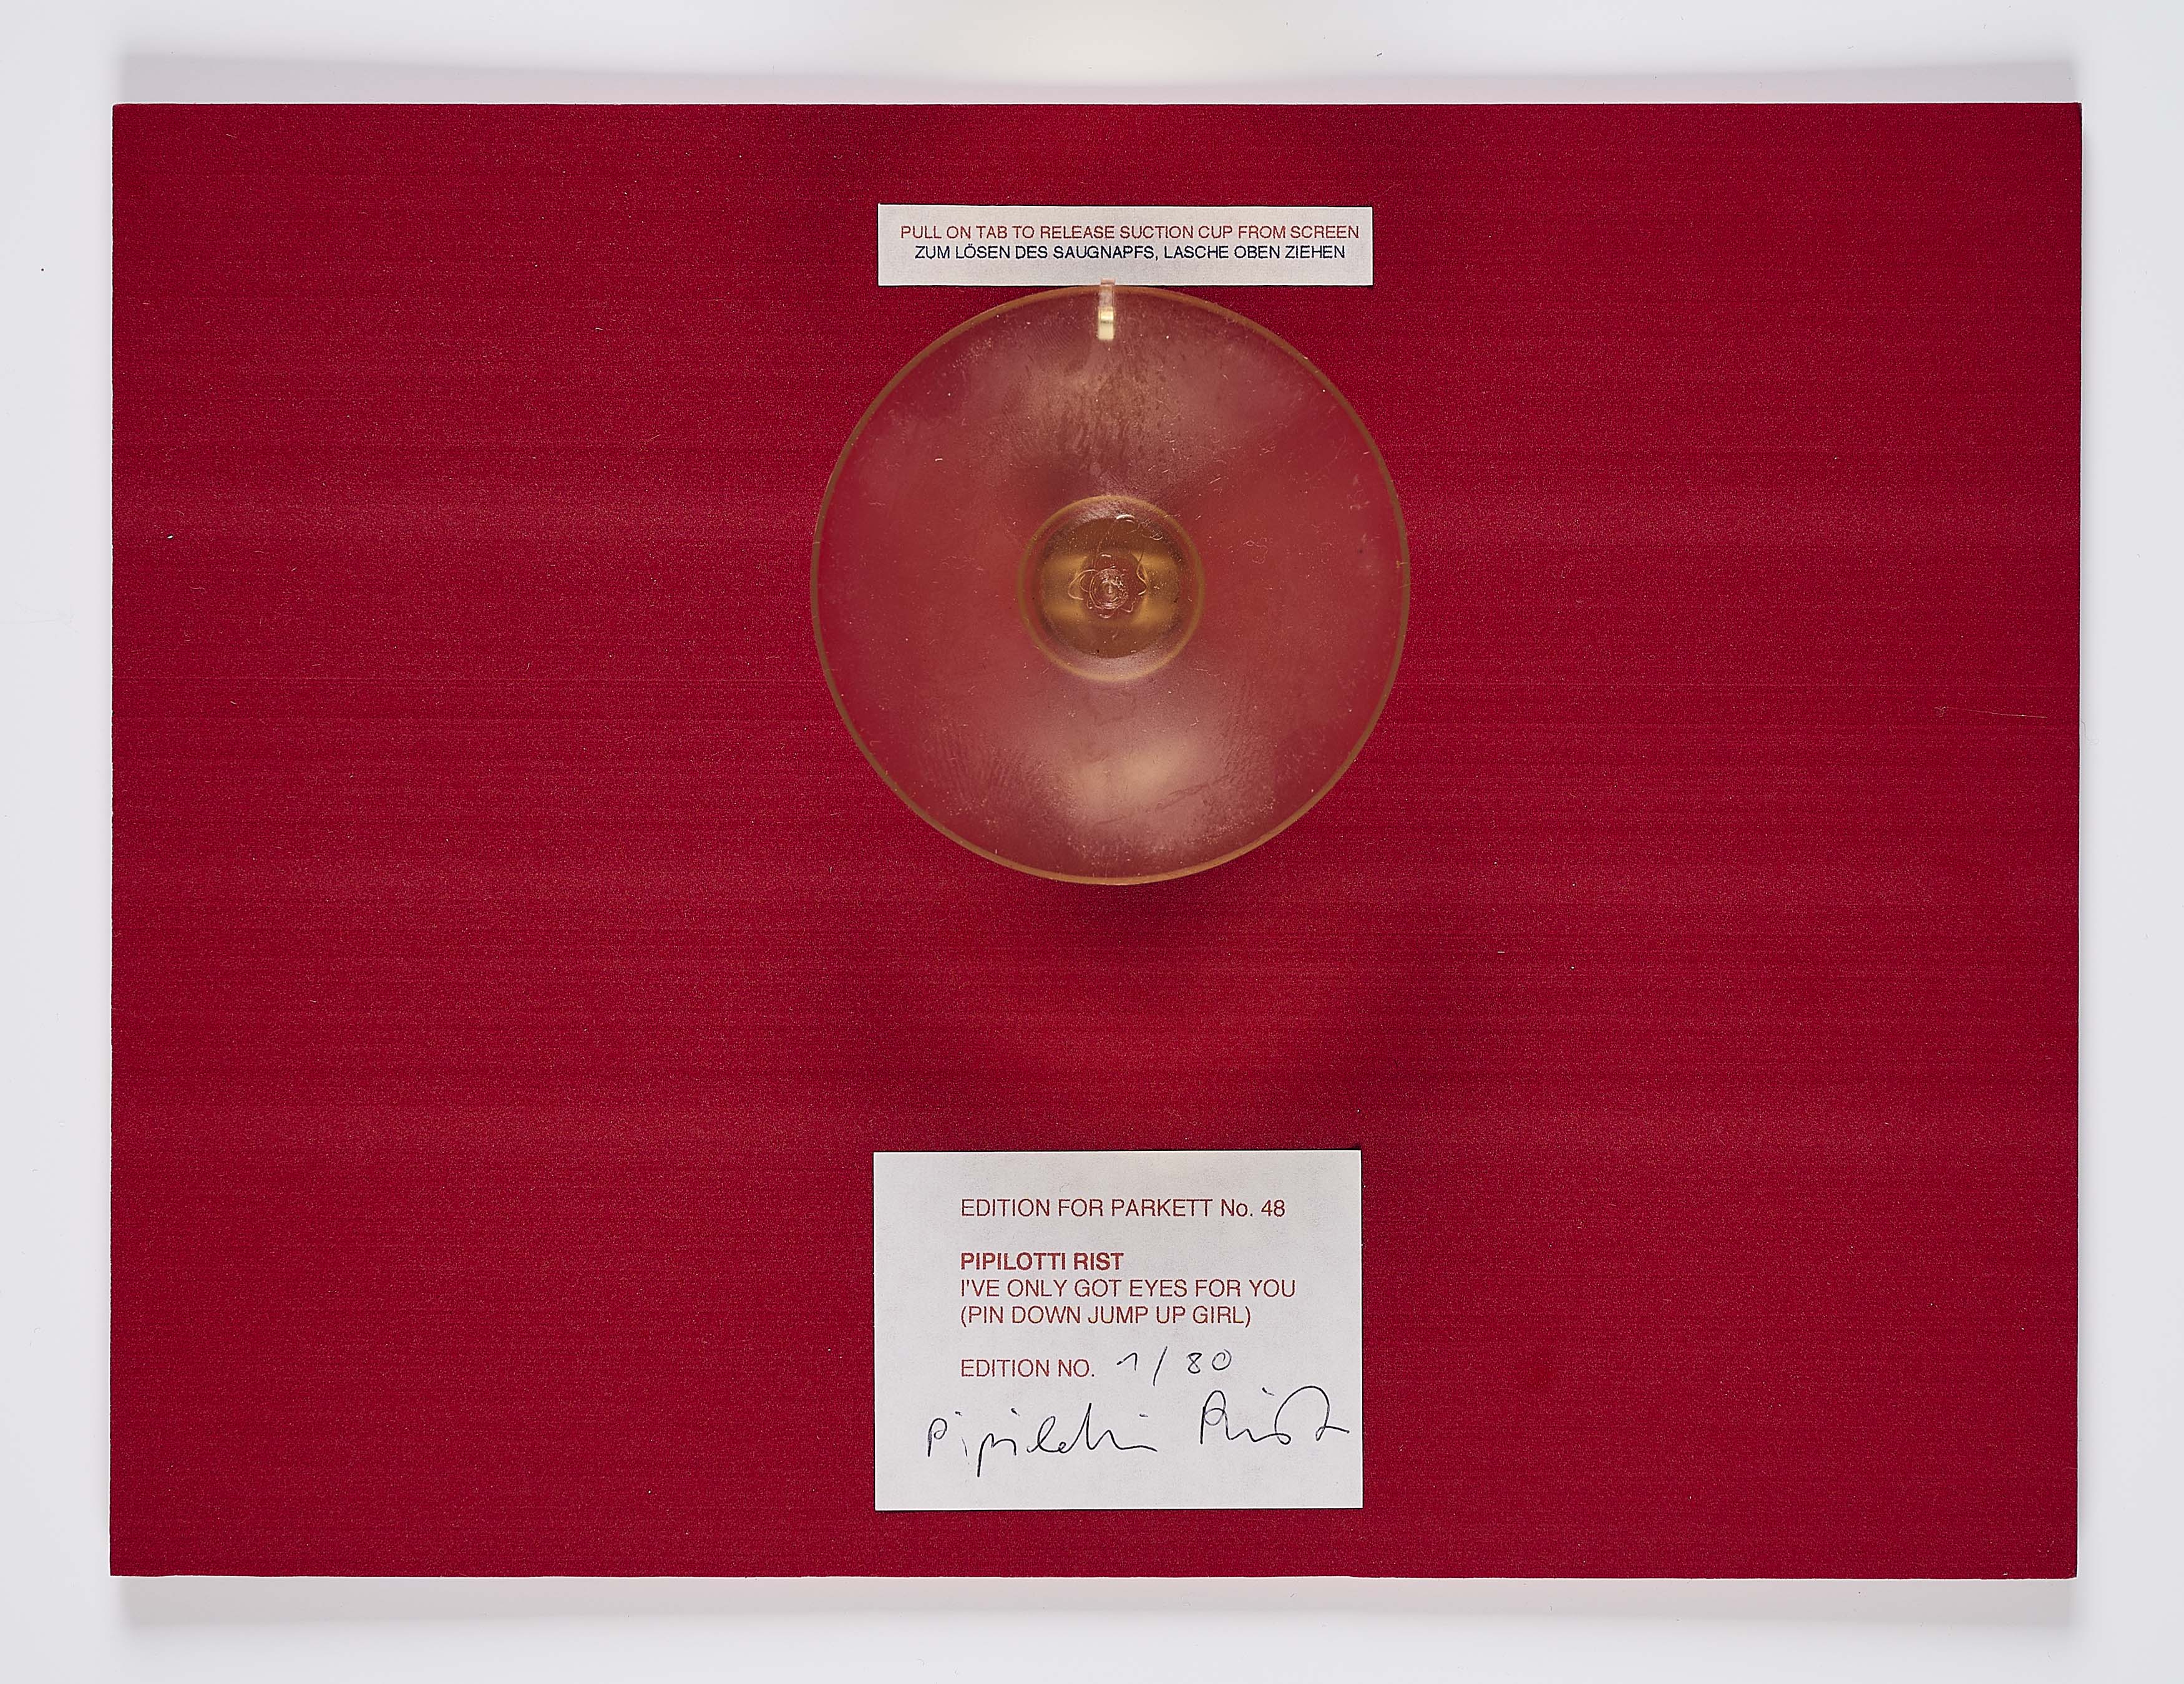 PULL ON TAB TO RELEASE SUCTION CUP FROM SCREEN
ZUM LÖSEN DES SAUGNAPFS, LASCHE OBEN ZIEHEN
EDITION FOR PARKETT No. 48
PIPILOTTI RIST
I'VE ONLY GOT EYES FOR YOU
(PIN DOWN JUMP UP GIRL)
EDITION NO. 1/80
Pipilotti Rist